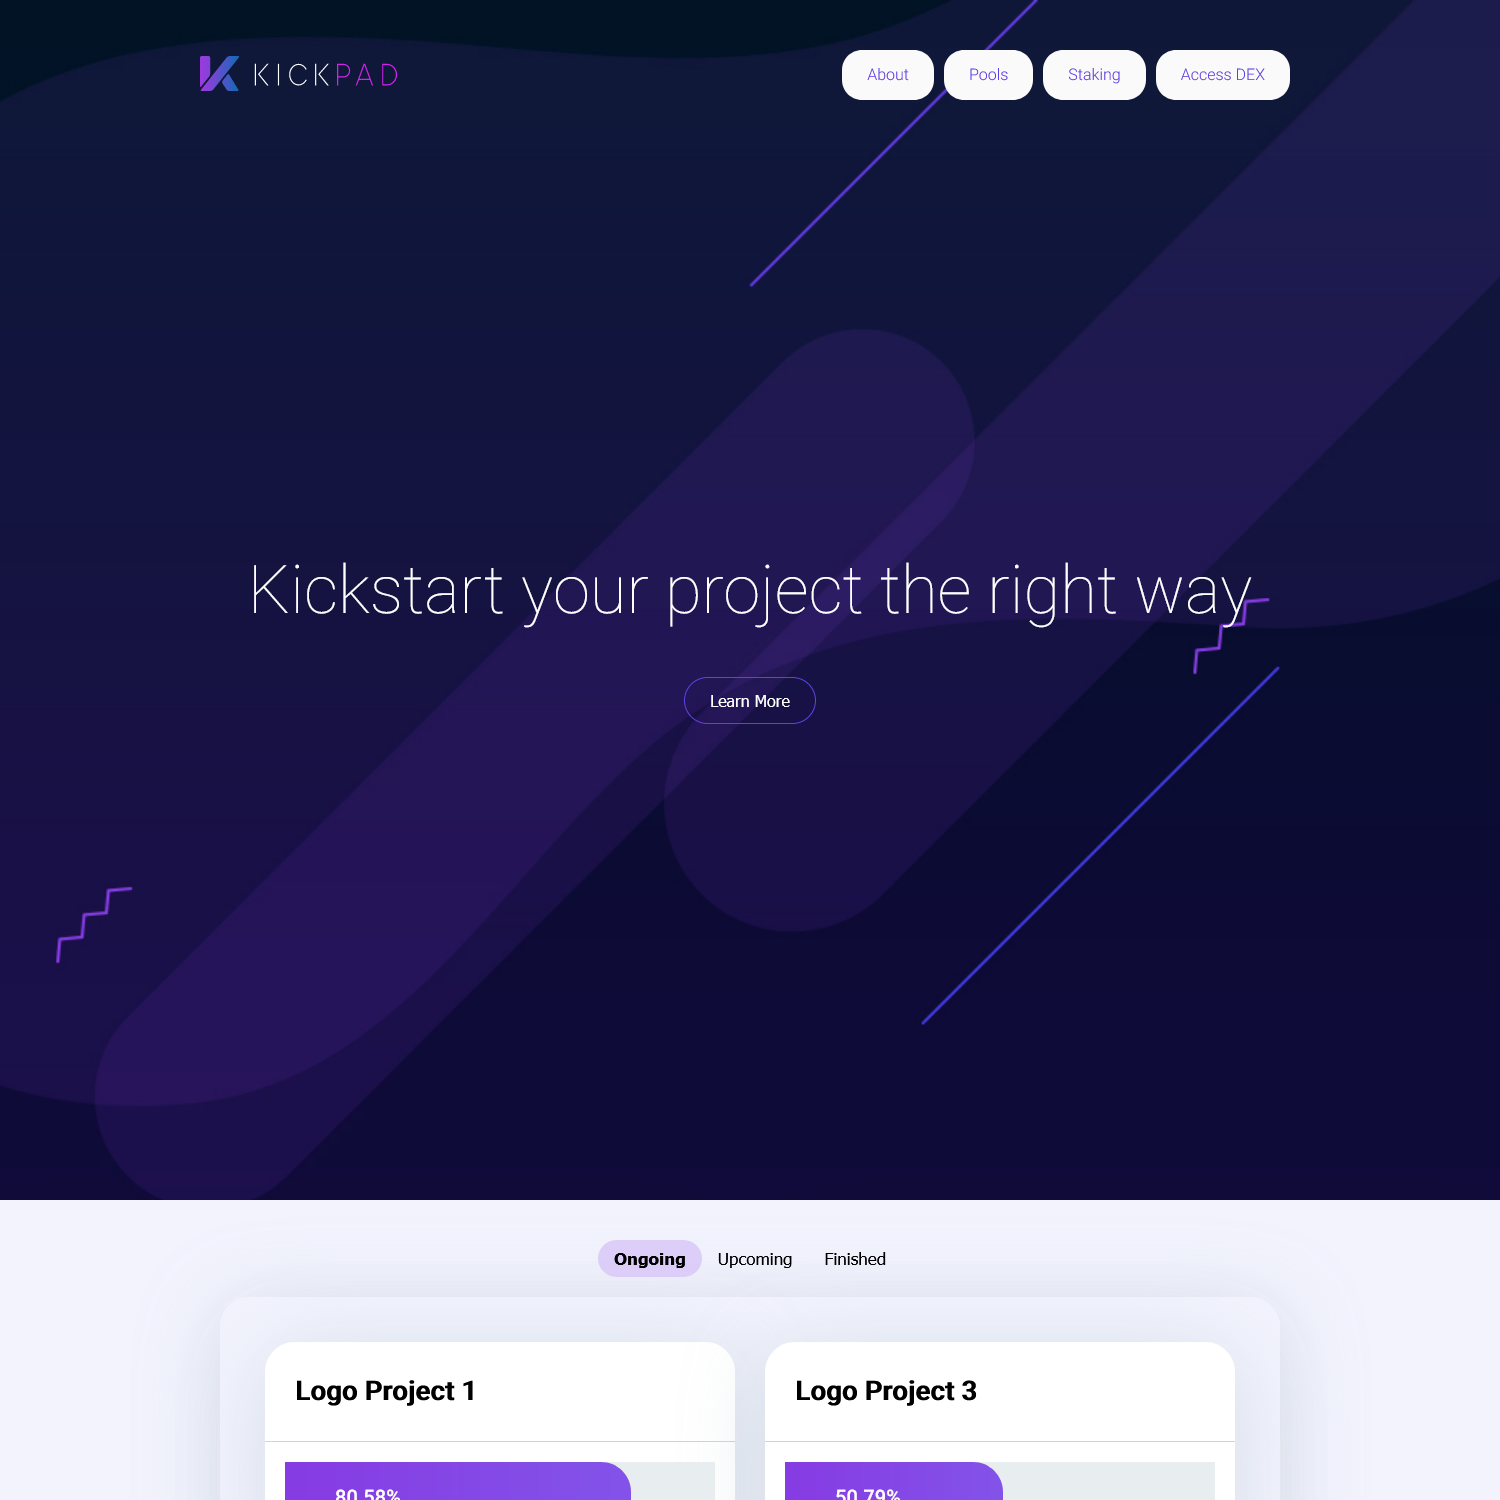 KICKPAD
About
Pools
Staking
Access DEX
Kickstart your project the right way
Learn More
Ongoing
Upcoming
Finished
Logo Project 1
Logo Project 3
80.58%
50.79%